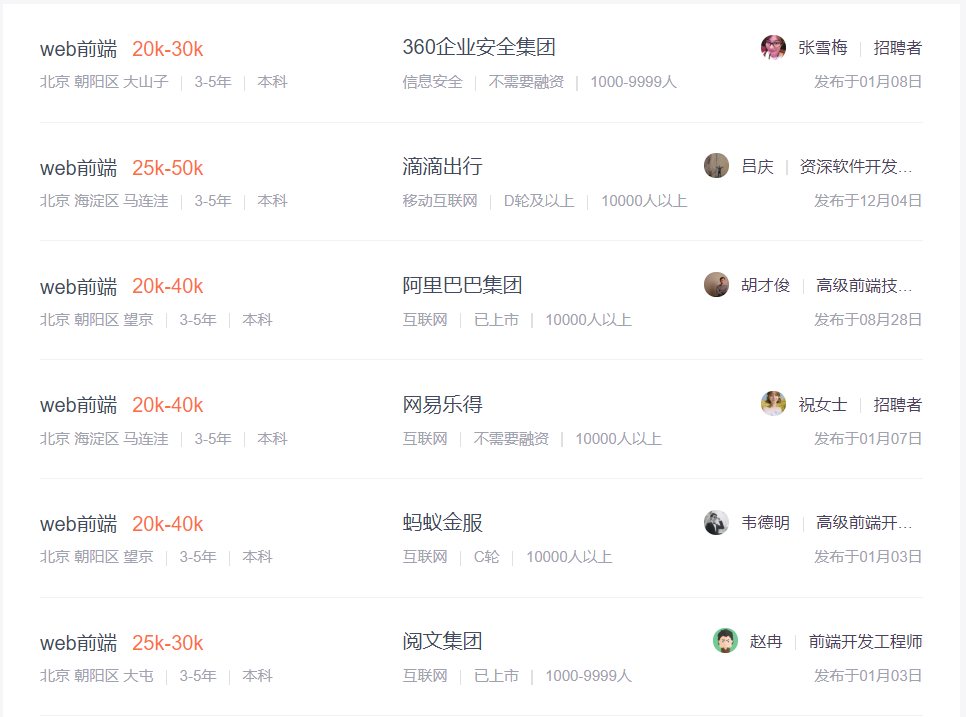 web前端 20k-30k 360企业安全集团 张雪梅 | 招聘者
北京 朝阳区 大山子 | 3-5年 | 本科 信息安全 | 不需要融资 | 1000-9999人 发布于01月08日
web前端 25k-50k 滴滴出行 吕庆 | 资深软件开发...
北京 海淀区 马连洼 | 3-5年 | 本科 移动互联网 | D轮及以上 | 10000人以上 发布于12月04日
web前端 20k-40k 阿里巴巴集团 胡才俊 | 高级前端技...
北京 朝阳区 望京 | 3-5年 | 本科 互联网 | 已上市 | 10000人以上 发布于08月28日
web前端 20k-40k 网易乐得 祝女士 | 招聘者
北京 海淀区 马连洼 | 3-5年 | 本科 互联网 | 不需要融资 | 10000人以上 发布于01月07日
web前端 20k-40k 蚂蚁金服 韦德明 | 高级前端开...
北京 朝阳区 望京 | 3-5年 | 本科 互联网 | C轮 | 10000人以上 发布于01月03日
web前端 25k-30k 阅文集团 赵冉 | 前端开发工程师
北京 朝阳区 大屯 | 3-5年 | 本科 互联网 | 已上市 | 1000-9999人 发布于01月03日